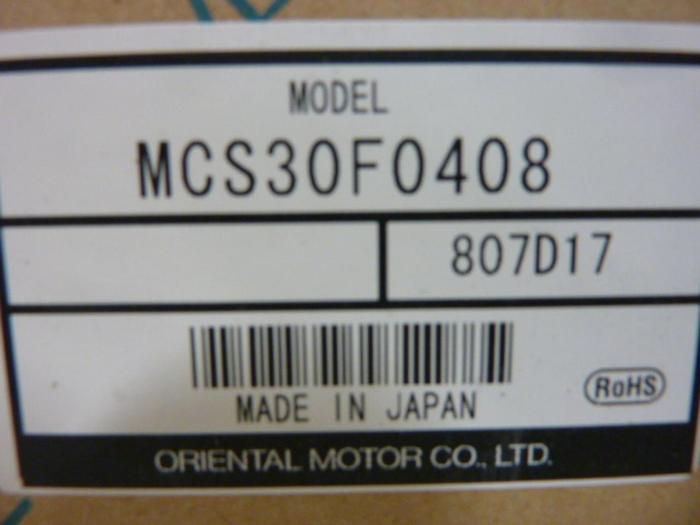 MODEL
MCS30F0408
807D17
MADE IN JAPAN
RoHS
ORIENTAL MOTOR CO., LTD.